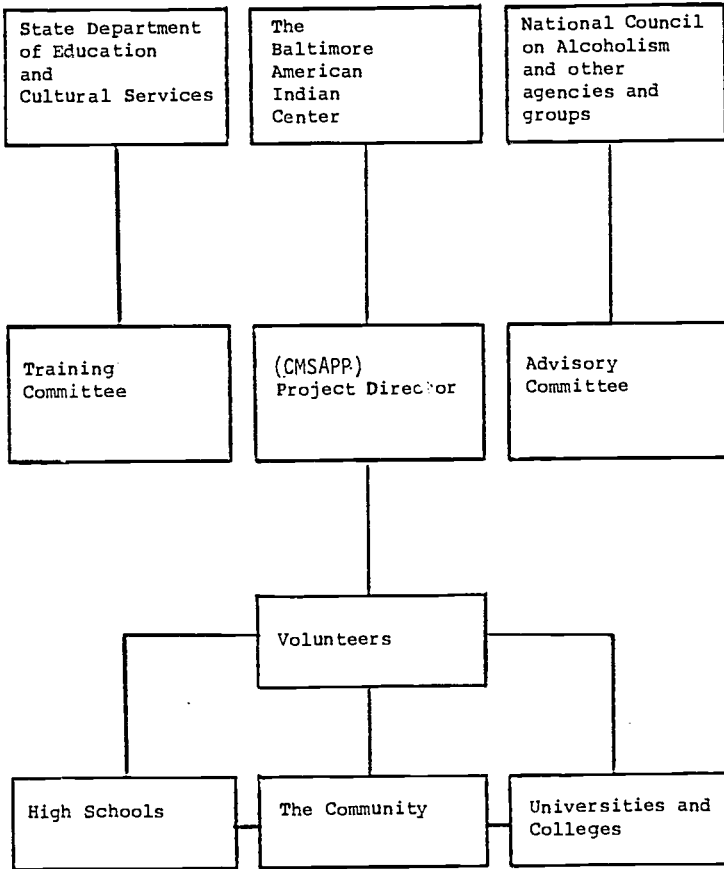 State Department
of Education
and
Cultural Services
The
Baltimore
American
Indian
Center
National Council
on Alcoholism
and other
agencies and
groups
Training
Committee
(CMSAPP)
Project Director
Advisory
Committee
Volunteers
High Schools
The Community
Universities and
Colleges